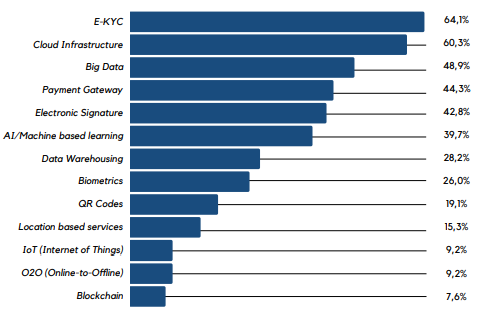 E-KYC 64,1%
Cloud Infrastructure 60,3%
Big Data 48,9%
Payment Gateway 44,3%
Electronic Signature 42,8%
AI/Machine based learning 39,7%
Data Warehousing 28,2%
Biometrics 26,0%
QR Codes 19,1%
Location based services 15,3%
IoT (Internet of Things) 9,2%
O2O (Online-to-Offline) 9,2%
Blockchain 7,6%